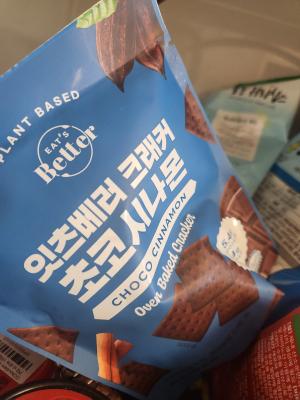 PLANT BASED
EAT'S
Better
잇츠베러 크래커
초코 시나몬
CHOCO CINNAMON
Oven Baked Cracker